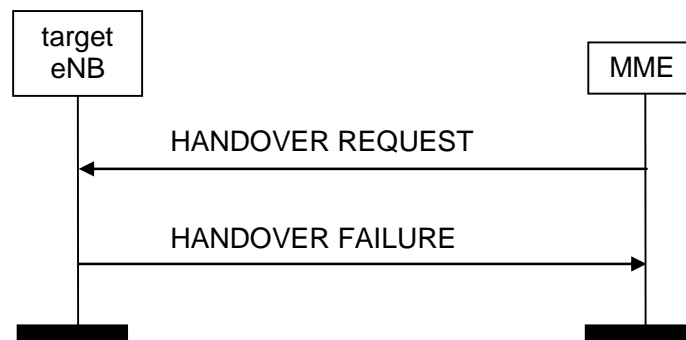 target
eNB
MME
HANDOVER REQUEST
HANDOVER FAILURE